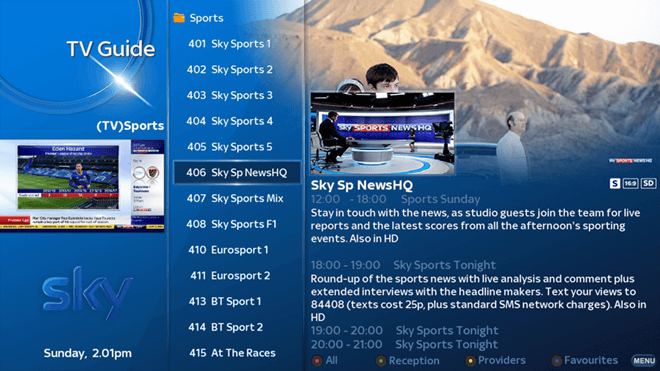 TV Guide
(TV)Sports
Eden Hazard
sky
Sunday, 2.01pm
Sports
401 Sky Sports 1
402 Sky Sports 2
403 Sky Sports 3
404 Sky Sports 4
405 Sky Sports 5
406 Sky Sp NewsHQ
407 Sky Sports Mix
408 Sky Sports F1
410 Eurosport 1
411 Eurosport 2
413 BT Sport 1
414 BT Sport 2
415 At The Races
sky SPORTS NEWS HQ
sky SPORTS NEWS HQ
S 16:9 SD
Sky Sp NewsHQ
12:00 - 18:00 Sports Sunday
Stay in touch with the news, as studio guests join the team for live
reports and the latest scores from all the afternoon's sporting
events. Also in HD
18:00 - 19:00 Sky Sports Tonight
Round-up of the sports news with live analysis and comment plus
extended interviews with the headline makers. Text your views to
84408 (texts cost 25p, plus standard SMS network charges). Also in
HD
19:00 - 20:00 Sky Sports Tonight
20:00 - 21:00 Sky Sports Tonight
All Reception Providers Favourites MENU